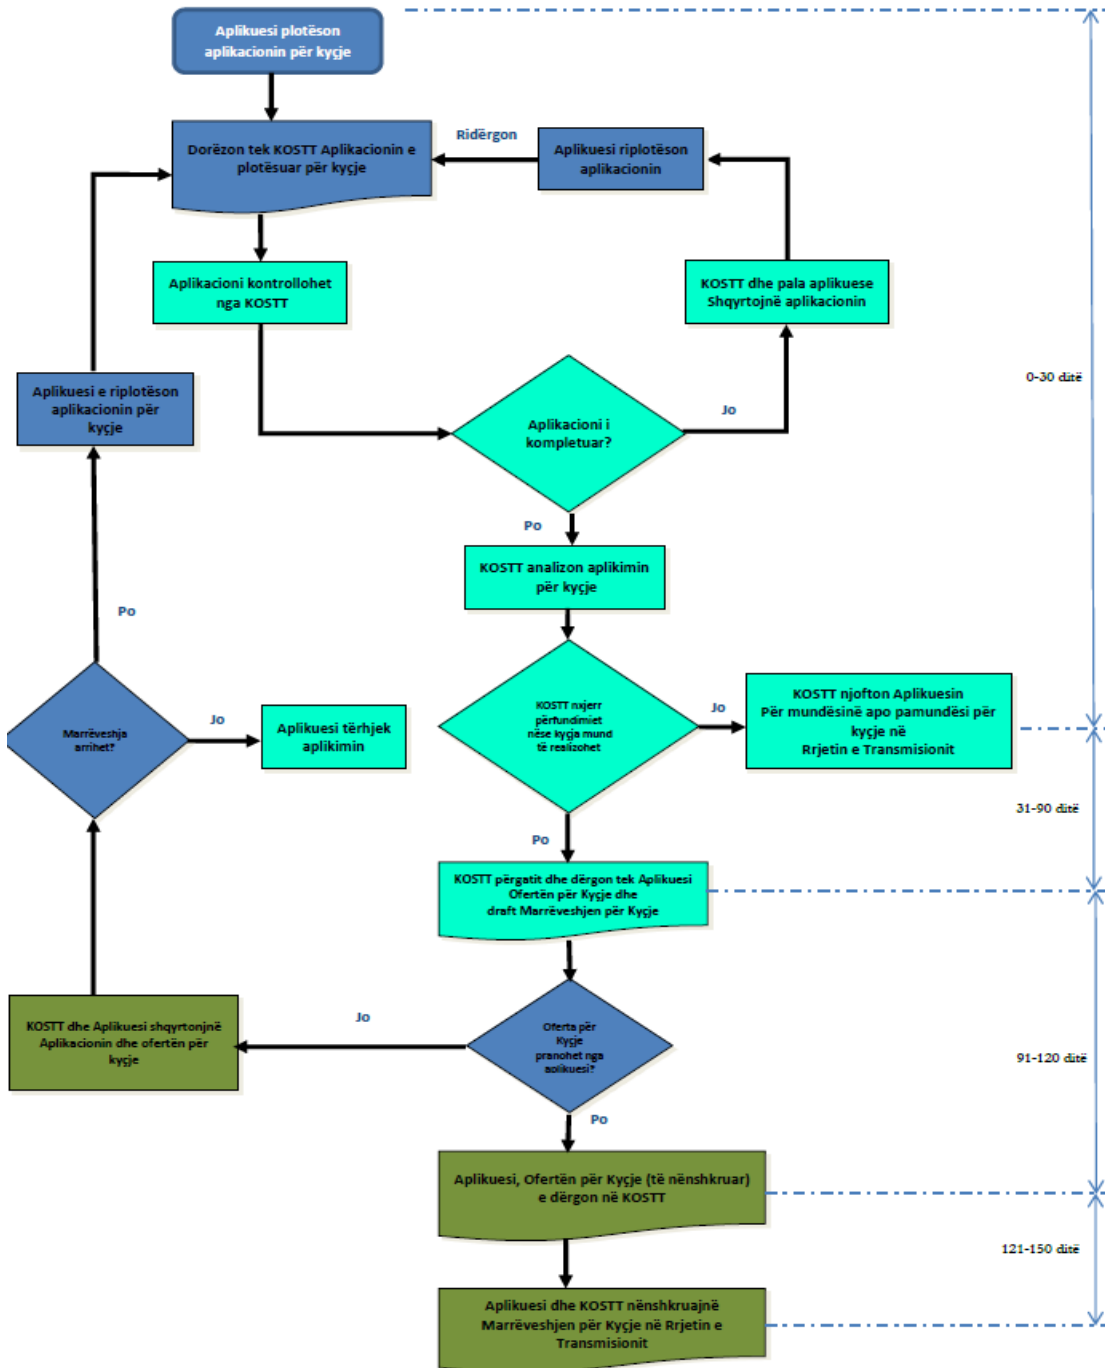 Aplikuesi plotëson
aplikacionin për kyçje
Dorëzon tek KOSTT Aplikacionin e
plotësuar për kyçje
Ridërgon
Aplikuesi riplotëson
aplikacionin
Aplikacioni kontrollohet
nga KOSTT
KOSTT dhe pala aplikuese
Shqyrtojnë aplikacionin
0-30 ditë
Aplikuesi e riplotëson
aplikacionin për
kyçje
Aplikacioni i
kompletuar?
Jo
Po
KOSTT analizon aplikimin
për kyçje
Po
Marrëveshja
arrihet?
Jo
Aplikuesi tërhjek
aplikimin
KOSTT nxjerr
përfundimiet
nëse kyçja mund
të realizohet
Jo
KOSTT njofton Aplikuesin
Për mundësinë apo pamundësi për
kyçje në
Rrjetin e Transmisionit
31-90 ditë
Po
KOSTT përgatit dhe dërgon tek Aplikuesi
Ofertën për Kyçje dhe
draft Marrëveshjen për Kyçje
KOSTT dhe Aplikuesi shqyrtonjnë
Aplikacionin dhe ofertën për
kyçje
Jo
Oferta për
Kyçje
pranohet nga
aplikuesi?
91-120 ditë
Po
Aplikuesi, Ofertën për Kyçje (të nënshkruar)
e dërgon në KOSTT
121-150 ditë
Aplikuesi dhe KOSTT nënshkruajnë
Marrëveshjen për Kyçje në Rrjetin e
Transmisionit